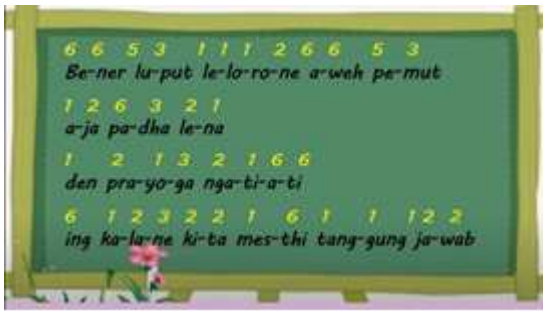 6 6 5 3 1 1 1 2 6 6 5 3
Be-ner lu-put le-lo-ro-ne a-weh pe-mut
1 2 6 3 2 1
a-ja pa-dha le-na
1 2 1 3 2 1 6 6
den pra-yo-ga nga-ti-a-ti
6 1 2 3 2 2 1 6 1 1 12 2
ing ka-la-ne ki-ta mes-thi tang-gung ja-wab